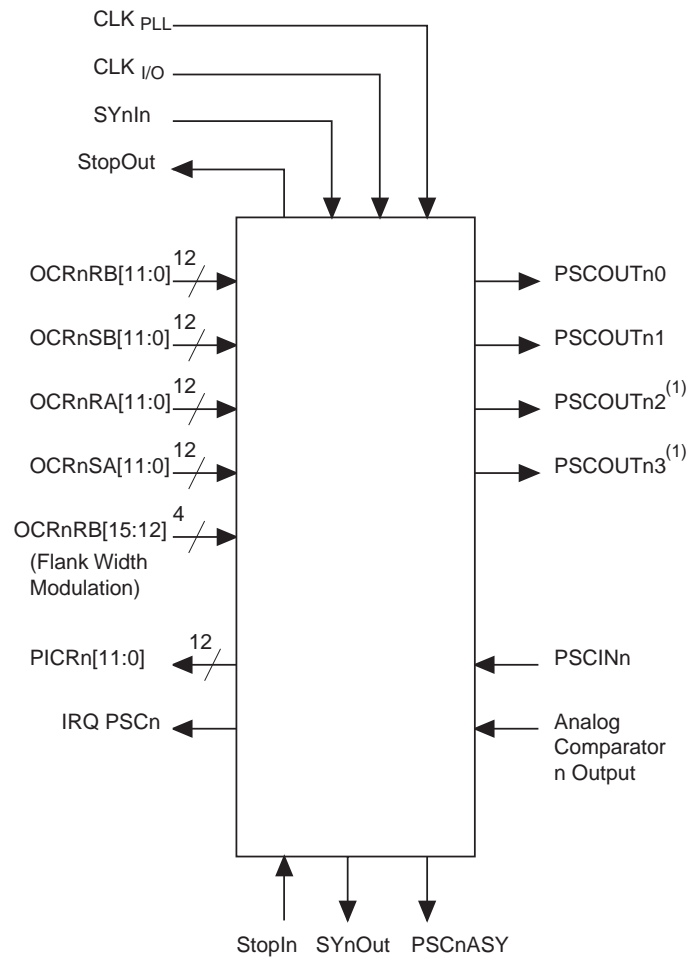 CLK PLL
CLK I/O
SYnIn
StopOut
12
OCRnRB[11:0]
PSCOUTn0
12
OCRnSB[11:0]
PSCOUTn1
12
OCRnRA[11:0]
PSCOUTn2(1)
12
OCRnSA[11:0]
PSCOUTn3(1)
4
OCRnRB[15:12]
(Flank Width
Modulation)
12
PICRn[11:0]
PSCINn
IRQ PSCn
Analog
Comparator
n Output
StopIn
SYnOut
PSCnASY